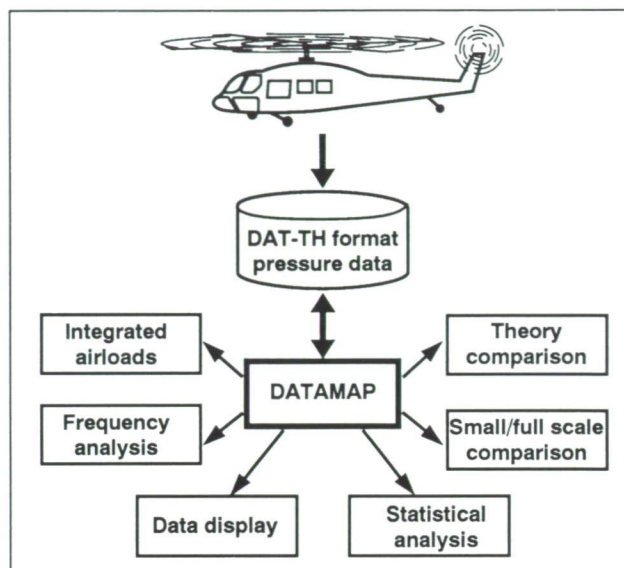 DAT-TH format
pressure data
Integrated
airloads
Theory
comparison
DATAMAP
Frequency
analysis
Small/full scale
comparison
Data display
Statistical
analysis